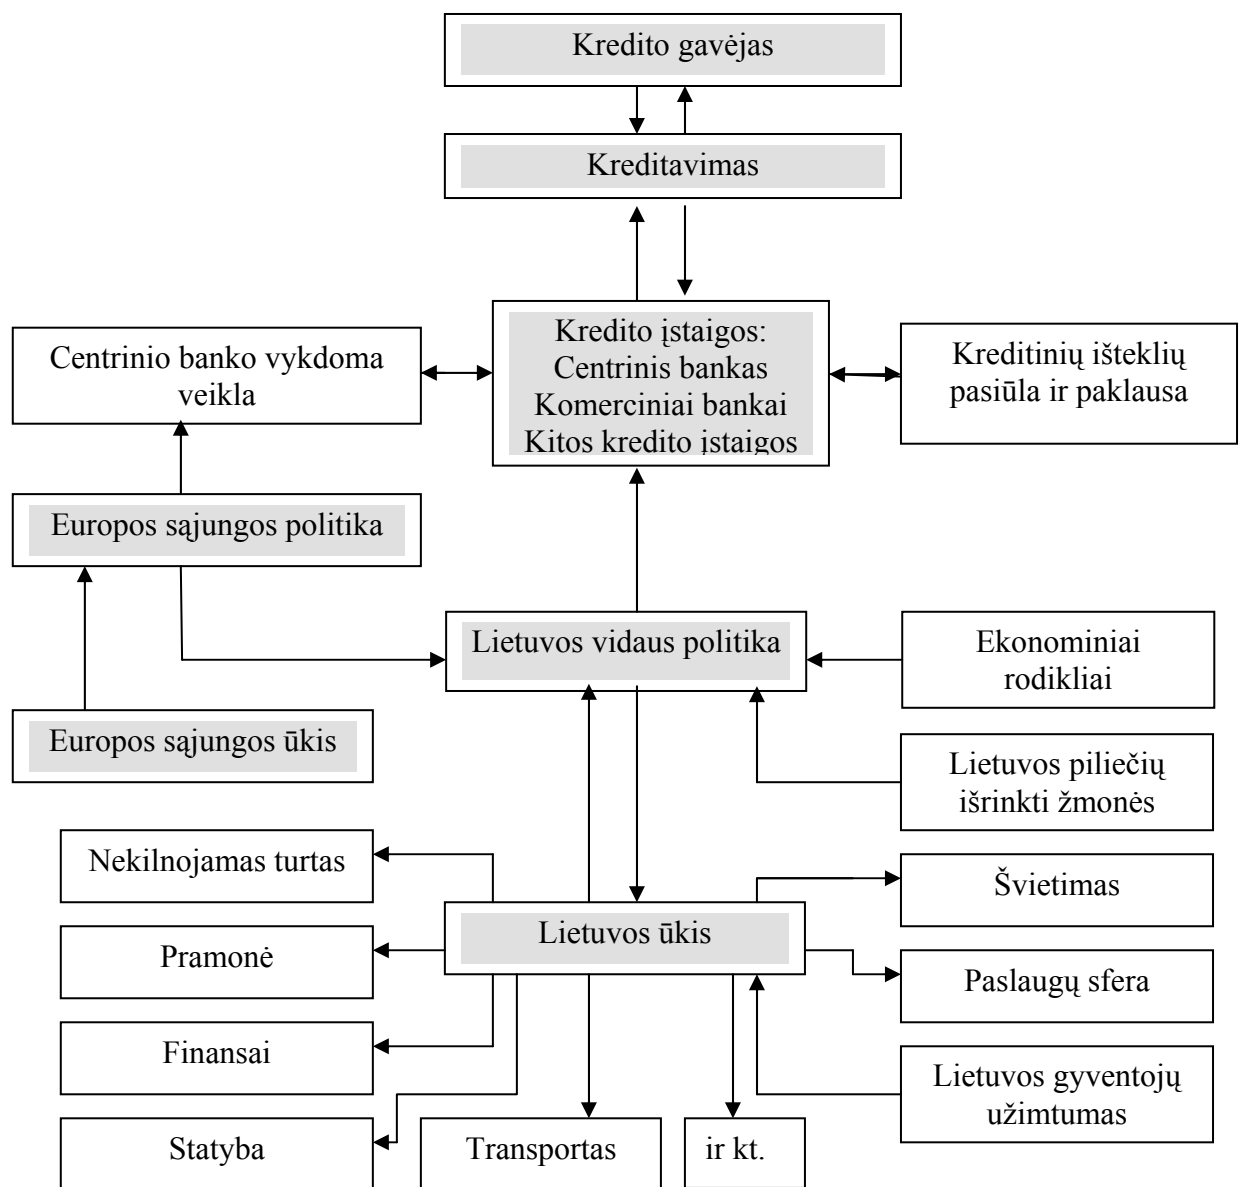 Kredito gavėjas
Kreditavimas
Centrinio banko vykdoma
veikla
Kredito įstaigos:
Centrinis bankas
Komerciniai bankai
Kitos kredito įstaigos
Kreditinių išteklių
pasiūla ir paklausa
Europos sąjungos politika
Lietuvos vidaus politika
Ekonominiai
rodikliai
Europos sąjungos ūkis
Lietuvos piliečių
išrinkti žmonės
Nekilnojamas turtas
Švietimas
Lietuvos ūkis
Pramonė
Paslaugų sfera
Finansai
Lietuvos gyventojų
užimtumas
Statyba
Transportas
ir kt.